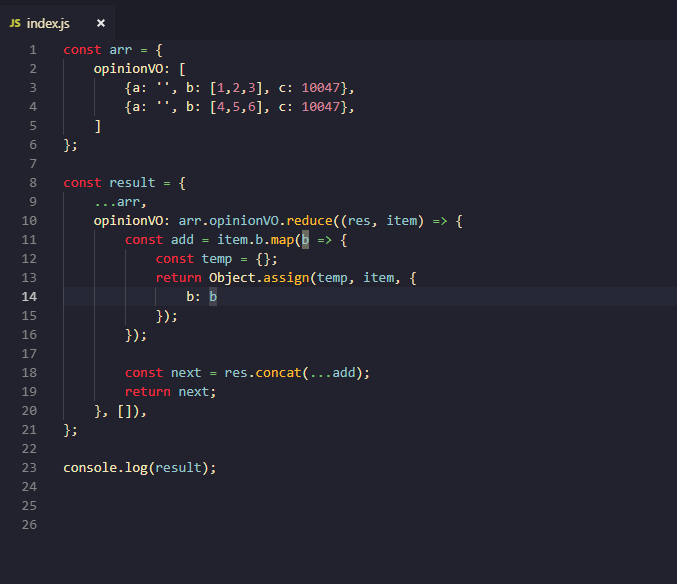 JS index.js ×
1 const arr = {
2     opinionVO: [
3         {a: '', b: [1,2,3], c: 10047},
4         {a: '', b: [4,5,6], c: 10047},
5     ]
6 };
7
8 const result = {
9     ...arr,
10     opinionVO: arr.opinionVO.reduce((res, item) => {
11         const add = item.b.map(b => {
12             const temp = {};
13             return Object.assign(temp, item, {
14                 b: b
15             });
16         });
17
18         const next = res.concat(...add);
19         return next;
20     }, []),
21 };
22
23 console.log(result);
24
25
26